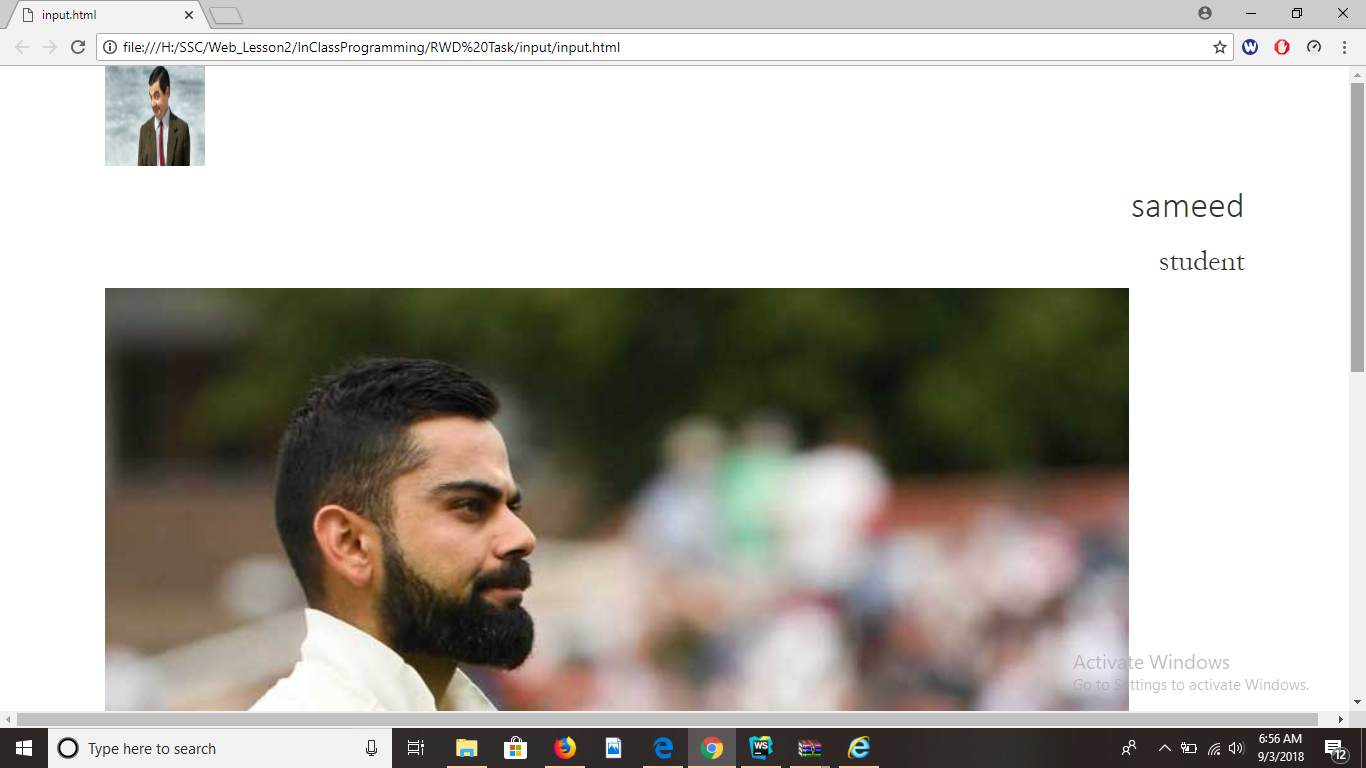 input.html
file:///H:/SSC/Web_Lesson2/InClassProgramming/RWD%20Task/input/input.html
W
sameed
student
Activate Windows
Go to Settings to activate Windows.
Type here to search
WS
6:56 AM
9/3/2018
12